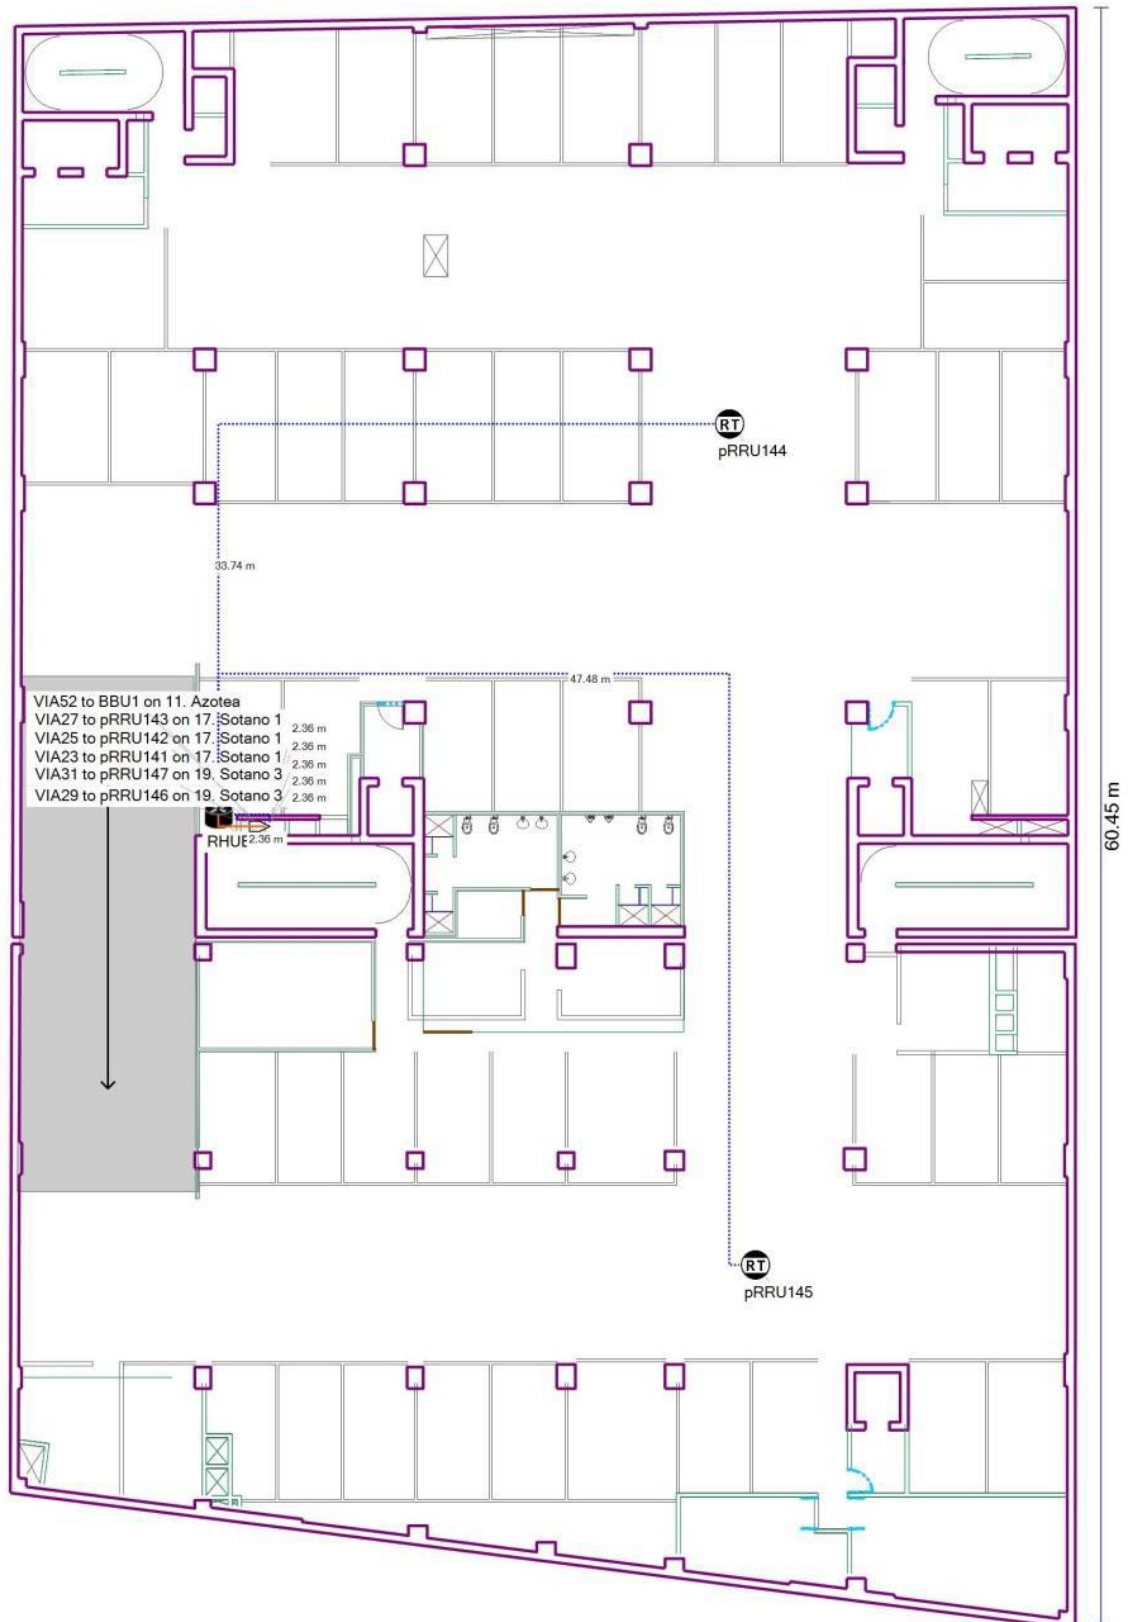 RT
pRRU144
33.74 m
47.48 m
VIA52 to BBU1 on 11. Azotea
VIA27 to pRRU143 on 17. Sotano 1
2.36 m
VIA25 to pRRU142 on 17. Sotano 1
2.36 m
VIA23 to pRRU141 on 17. Sotano 1
2.36 m
VIA31 to pRRU147 on 19. Sotano 3
2.36 m
VIA29 to pRRU146 on 19. Sotano 3
2.36 m
RHUB
2.36 m
60.45 m
RT
pRRU145